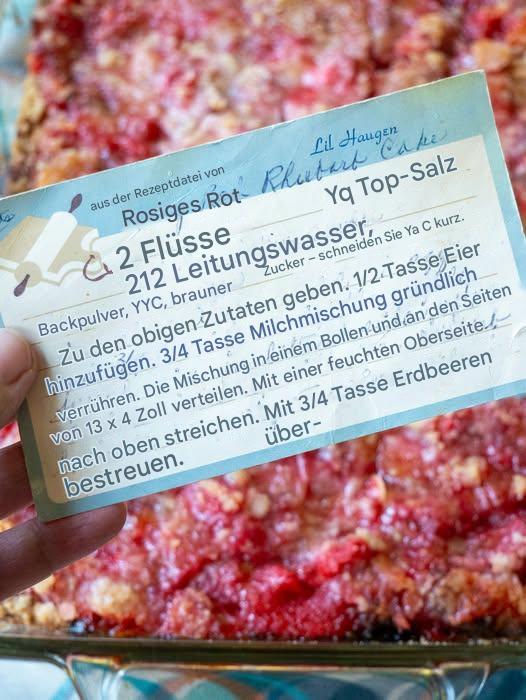 Lil Haugen
aus der Rezeptdatei von
Rhubarb Cake
Rosiges Rot
Yq Top-Salz
2 Flüsse
212 Leitungswasser,
Zucker – schneiden Sie Ya C kurz.
Backpulver, YYC, brauner
Zu den obigen Zutaten geben. 1/2 Tasse Eier
hinzufügen. 3/4 Tasse Milchmischung gründlich
verrühren. Die Mischung in einem Bollen und an den Seiten
von 13 x 4 Zoll verteilen. Mit einer feuchten Oberseite
nach oben streichen. Mit 3/4 Tasse Erdbeeren
über-
bestreuen.